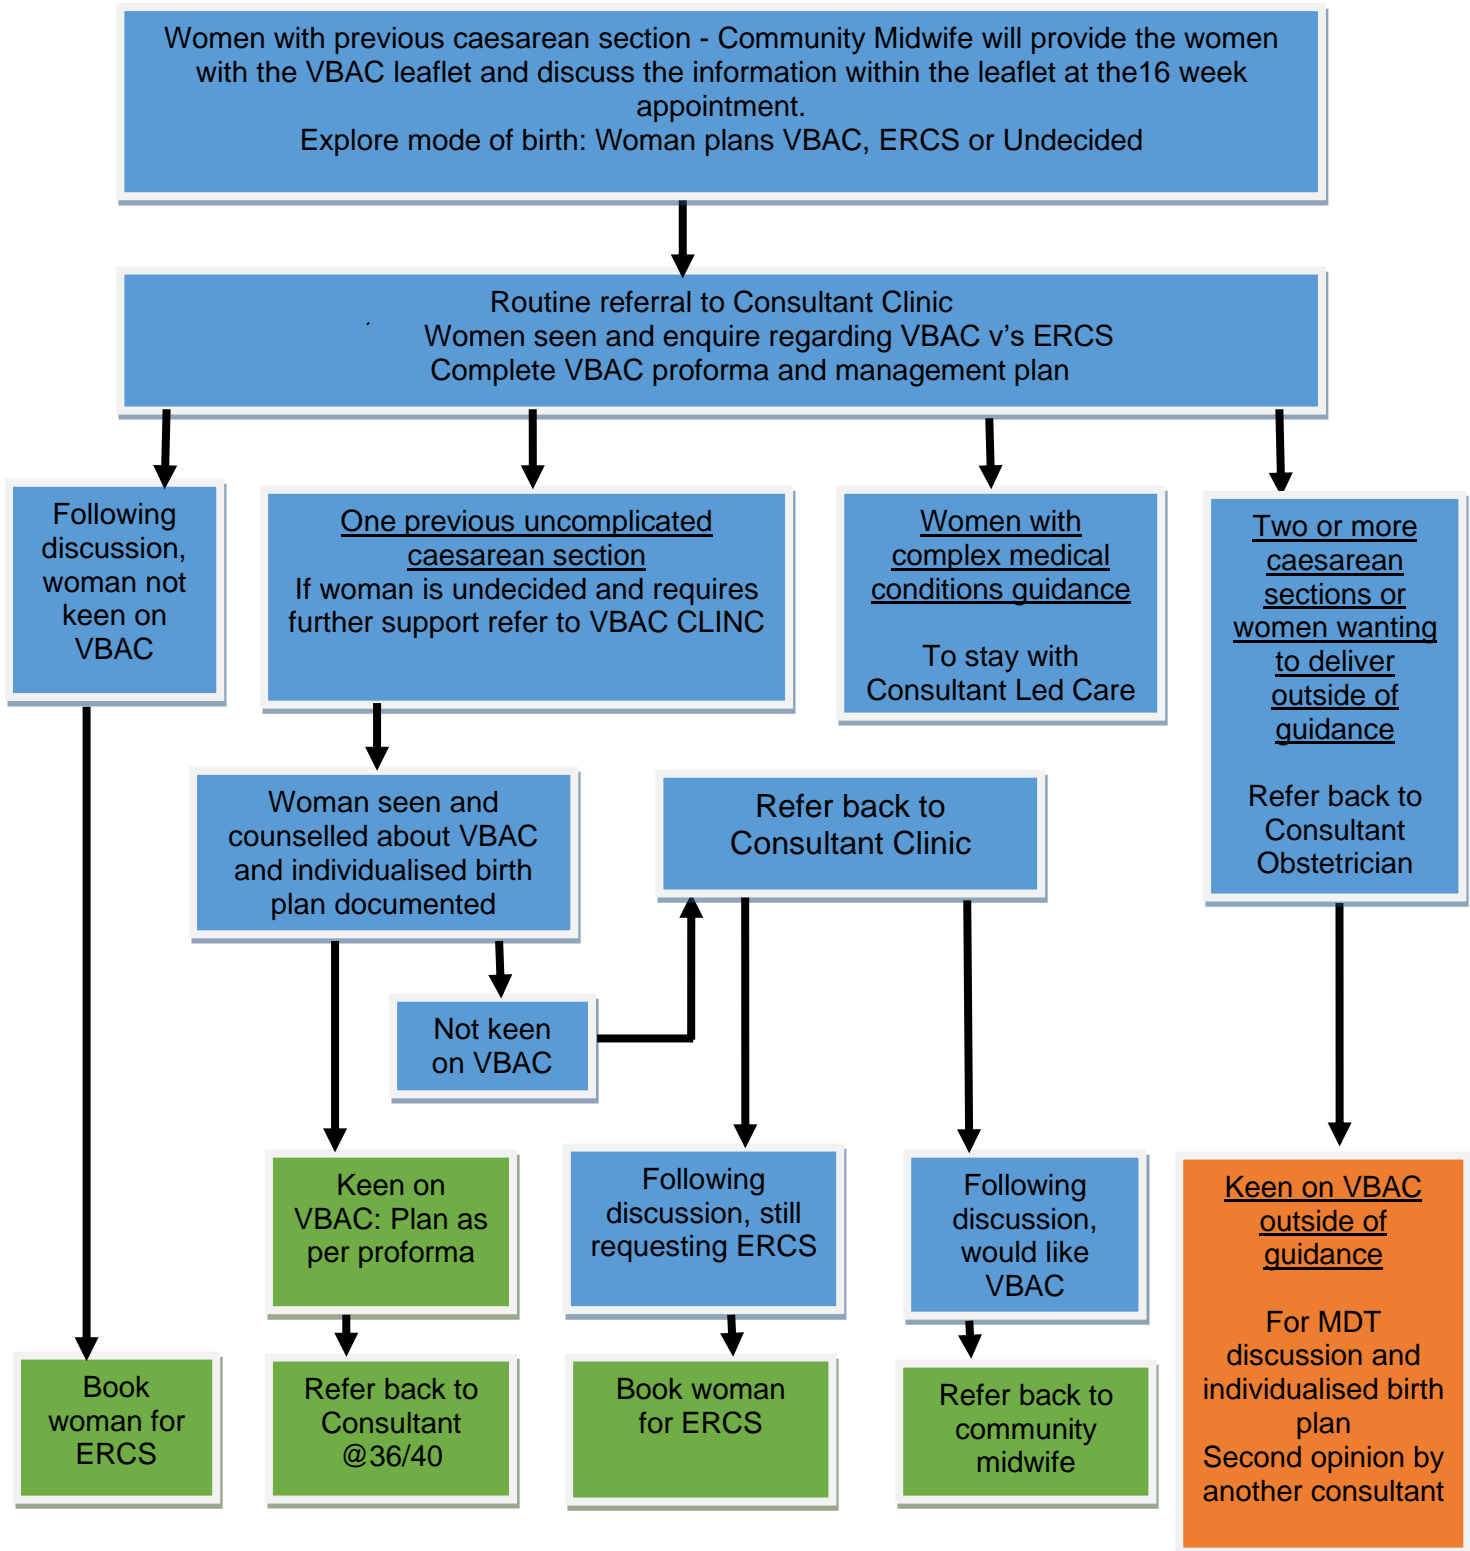 Women with previous caesarean section - Community Midwife will provide the women
with the VBAC leaflet and discuss the information within the leaflet at the16 week
appointment.
Explore mode of birth: Woman plans VBAC, ERCS or Undecided
Routine referral to Consultant Clinic
Women seen and enquire regarding VBAC v's ERCS
Complete VBAC proforma and management plan
Following
discussion,
woman not
keen on
VBAC
One previous uncomplicated
caesarean section
If woman is undecided and requires
further support refer to VBAC CLINC
Women with
complex medical
conditions guidance
To stay with
Consultant Led Care
Two or more
caesarean
sections or
women wanting
to deliver
outside of
guidance
Refer back to
Consultant
Obstetrician
Woman seen and
counselled about VBAC
and individualised birth
plan documented
Refer back to
Consultant Clinic
Not keen
on VBAC
Keen on
VBAC: Plan as
per proforma
Following
discussion, still
requesting ERCS
Following
discussion,
would like
VBAC
Keen on VBAC
outside of
guidance
For MDT
discussion and
individualised birth
plan
Second opinion by
another consultant
Book
woman for
ERCS
Refer back to
Consultant
@36/40
Book woman
for ERCS
Refer back to
community
midwife